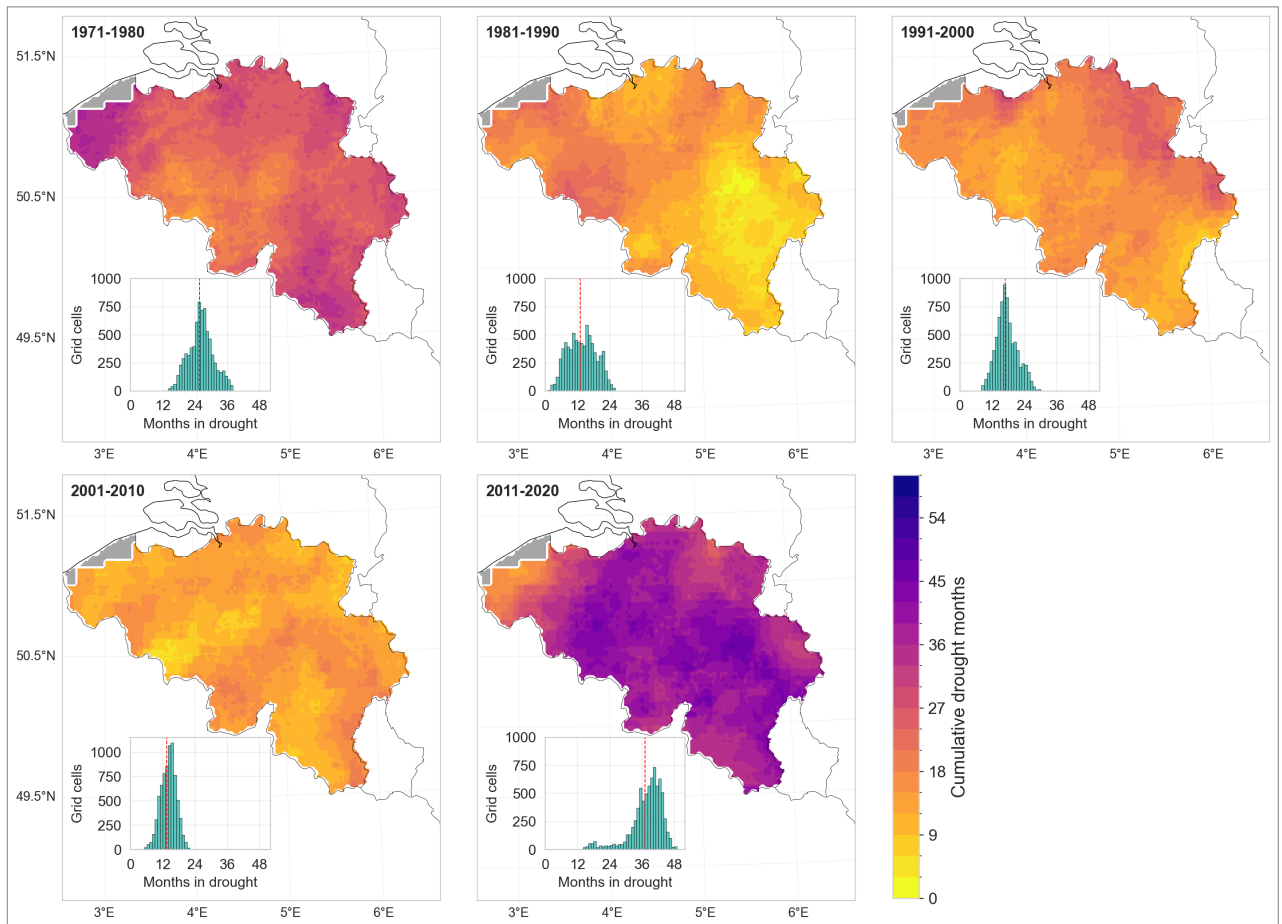 1971-1980
1981-1990
1991-2000
51.5°N
50.5°N
49.5°N
1000
750
500
250
0
Grid cells
0 12 24 36 48
Months in drought
1000
750
500
250
0
Grid cells
0 12 24 36 48
Months in drought
1000
750
500
250
0
Grid cells
0 12 24 36 48
Months in drought
3°E 4°E 5°E 6°E
3°E 4°E 5°E 6°E
3°E 4°E 5°E 6°E
2001-2010
2011-2020
51.5°N
50.5°N
49.5°N
1000
750
500
250
0
Grid cells
0 12 24 36 48
Months in drought
1000
750
500
250
0
Grid cells
0 12 24 36 48
Months in drought
3°E 4°E 5°E 6°E
3°E 4°E 5°E 6°E
54
45
36
27
18
9
0
Cumulative drought months